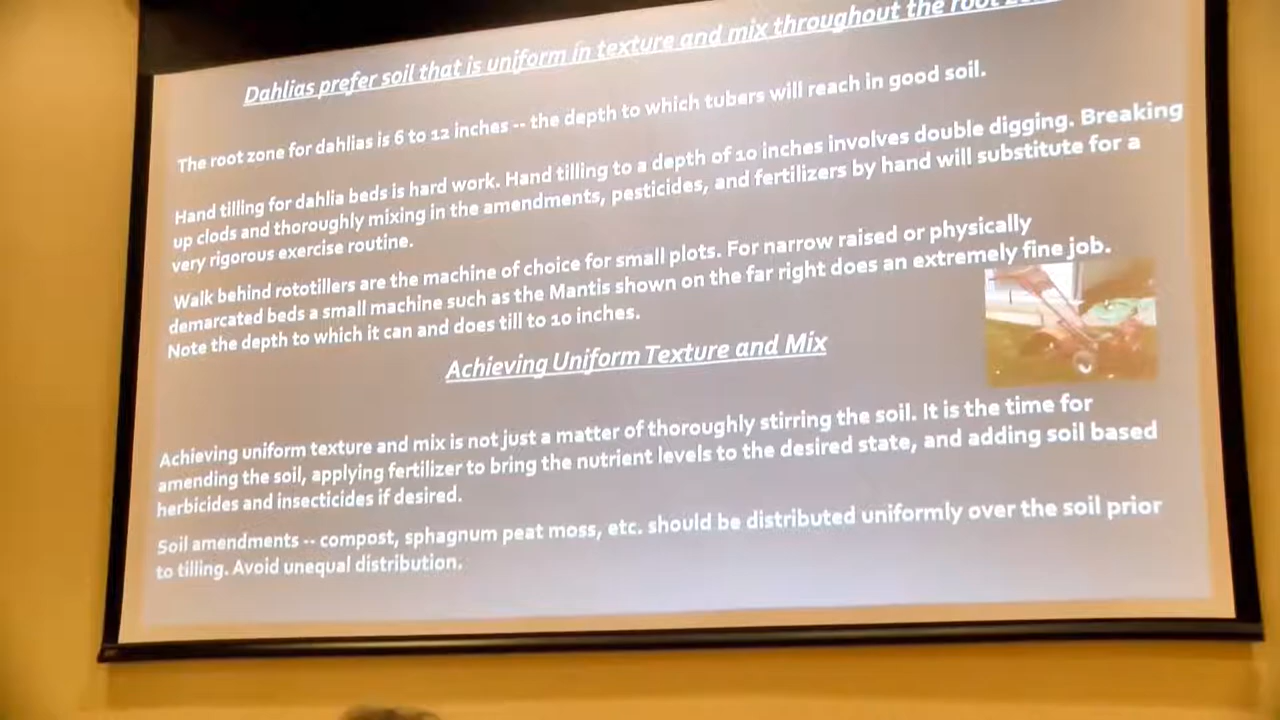 Dahlias prefer soil that is uniform in texture and mix throughout the root
The root zone for dahlias is 6 to 12 inches -- the depth to which tubers will reach in good soil.
Hand tilling for dahlia beds is hard work. Hand tilling to a depth of 10 inches involves double digging. Breaking
up clods and thoroughly mixing in the amendments, pesticides, and fertilizers by hand will substitute for a
very rigorous exercise routine.
Walk behind rototillers are the machine of choice for small plots. For narrow raised or physically
demarcated beds a small machine such as the Mantis shown on the far right does an extremely fine job.
Note the depth to which it can and does till to 10 inches.
Achieving Uniform Texture and Mix
Achieving uniform texture and mix is not just a matter of thoroughly stirring the soil. It is the time for
amending the soil, applying fertilizer to bring the nutrient levels to the desired state, and adding soil based
herbicides and insecticides if desired.
Soil amendments -- compost, sphagnum peat moss, etc. should be distributed uniformly over the soil prior
to tilling. Avoid unequal distribution.